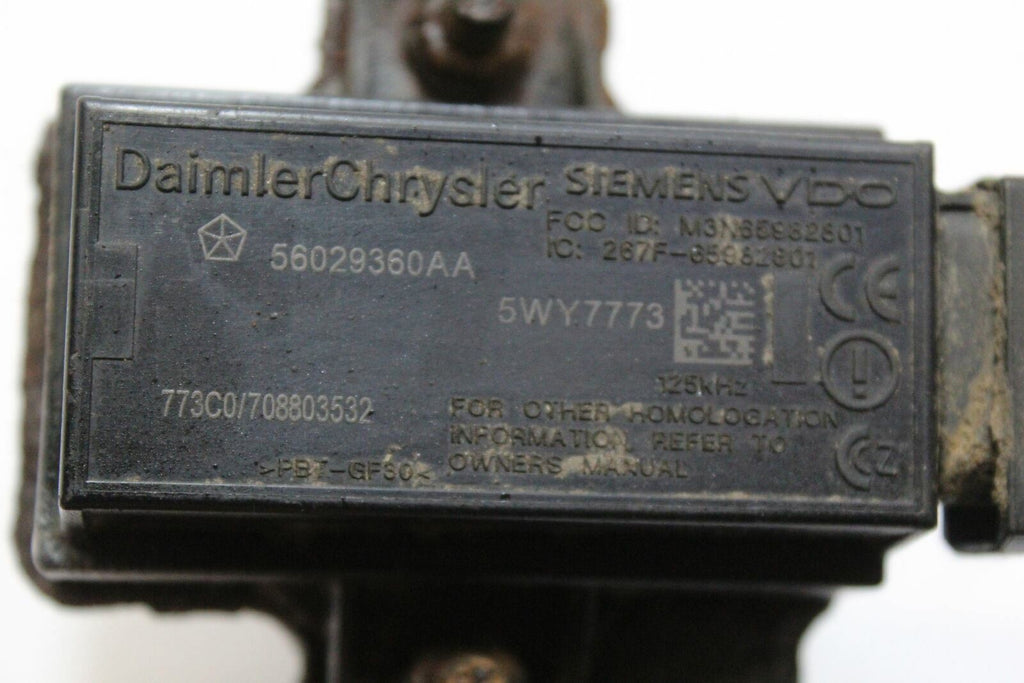 DaimlerChrysler
SIEMENS VDO
FCC ID: M3N65982601
IC: 267F-65982601
56029360AA
CE
5WY7773
125kHz
773C0/708803532
FOR OTHER HOMOLOGATION
INFORMATION REFER TO
OWNERS MANUAL
>PBT-GF30<